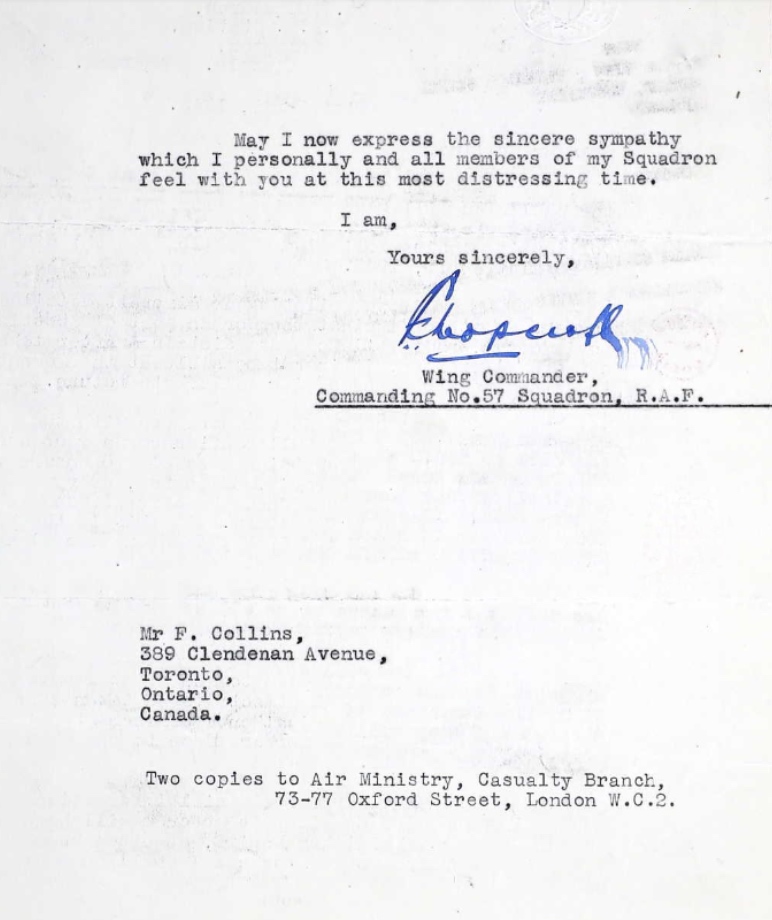 May I now express the sincere sympathy
which I personally and all members of my Squadron
feel with you at this most distressing time.
I am,
Yours sincerely,
Wing Commander,
Commanding No.57 Squadron, R.A.F.
Mr F. Collins,
389 Clendenan Avenue,
Toronto,
Ontario,
Canada.
Two copies to Air Ministry, Casualty Branch,
73-77 Oxford Street, London W.C.2.